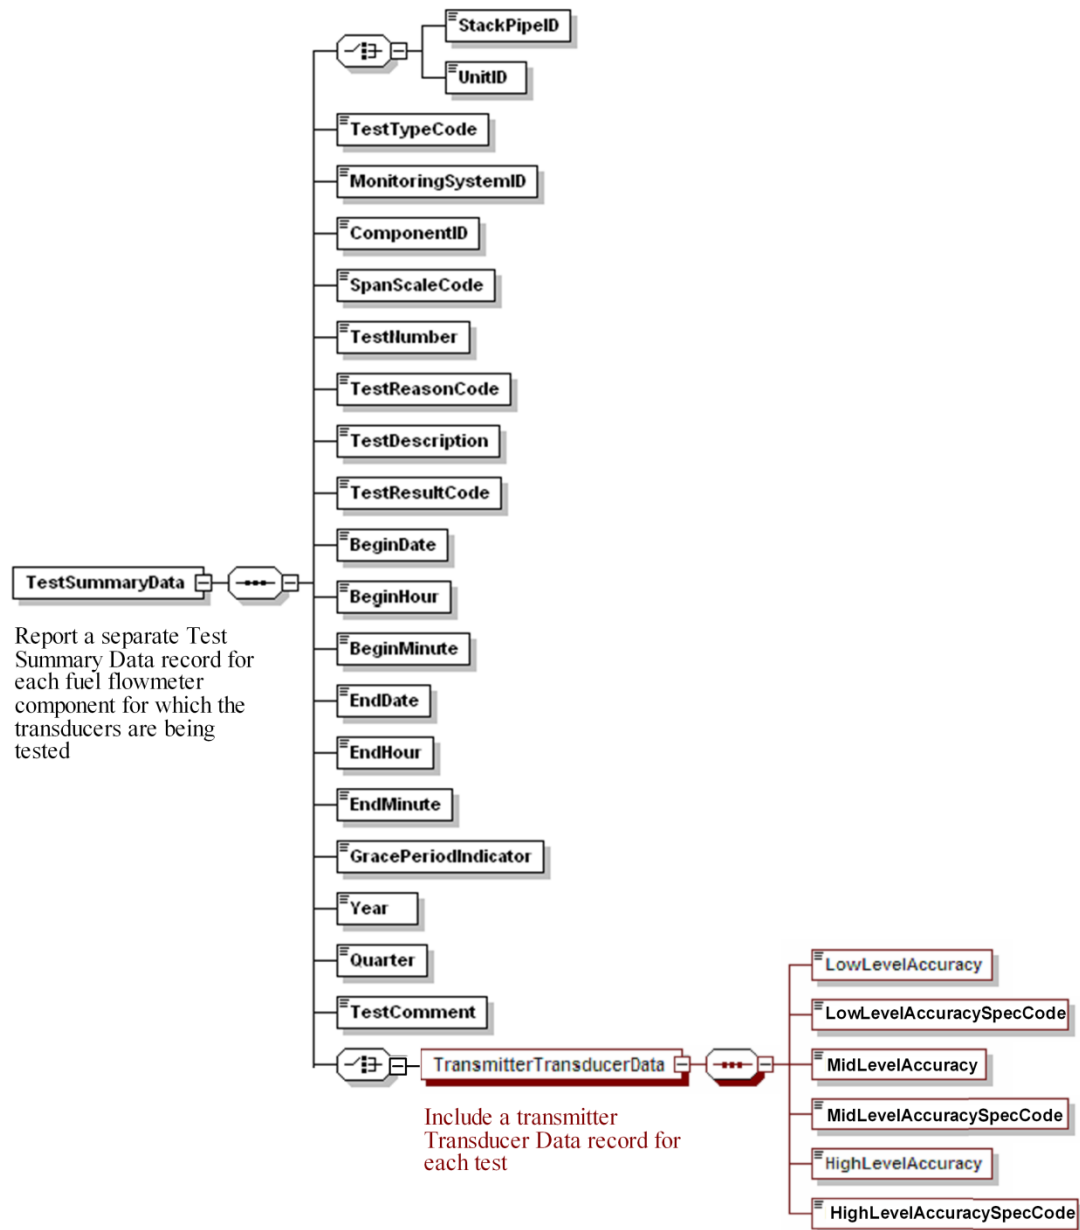 StackPipeID
UnitID
TestTypeCode
MonitoringSystemID
ComponentID
SpanScaleCode
TestNumber
TestReasonCode
TestDescription
TestResultCode
BeginDate
TestSummaryData
BeginHour
Report a separate Test
Summary Data record for
each fuel flowmeter
component for which the
transducers are being
tested
BeginMinute
EndDate
EndHour
EndMinute
GracePeriodIndicator
Year
Quarter
TestComment
TransmitterTransducerData
Include a transmitter
Transducer Data record for
each test
LowLevelAccuracy
LowLevelAccuracySpecCode
MidLevelAccuracy
MidLevelAccuracySpecCode
HighLevelAccuracy
HighLevelAccuracySpecCode